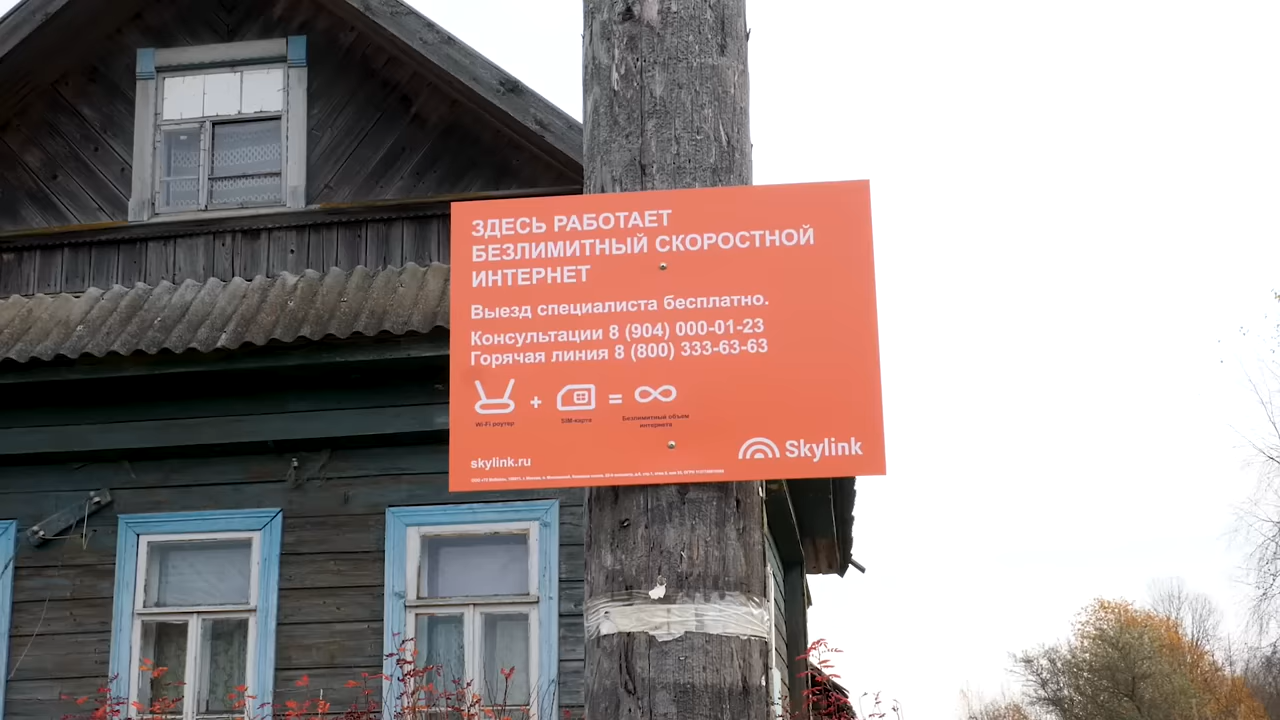 ЗДЕСЬ РАБОТАЕТ
БЕЗЛИМИТНЫЙ СКОРОСТНОЙ
ИНТЕРНЕТ
Выезд специалиста бесплатно.
Консультации 8 (904) 000-01-23
Горячая линия 8 (800) 333-63-63
+ =
Wi-Fi роутер
SIM-карта
Безлимитный объем
интернета
skylink.ru
Skylink